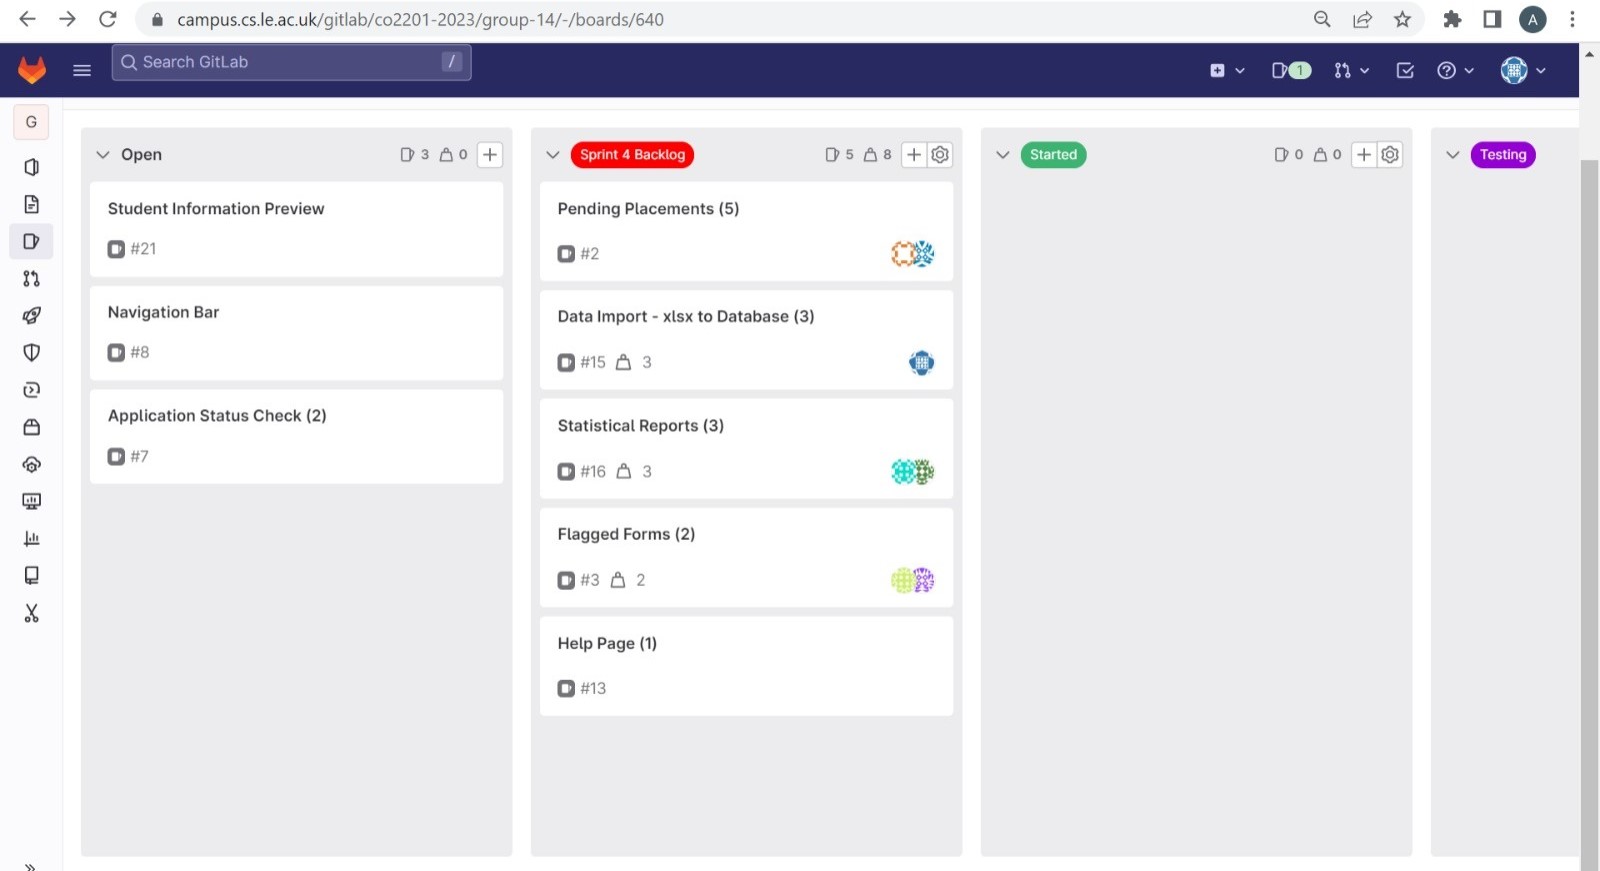 campus.cs.le.ac.uk/gitlab/co2201-2023/group-14/-/boards/640
A
Search GitLab
/
1
G
Open
3
0
Student Information Preview
#21
Navigation Bar
#8
Application Status Check (2)
#7
Sprint 4 Backlog
5
8
Pending Placements (5)
#2
Data Import - xlsx to Database (3)
#15
3
Statistical Reports (3)
#16
3
Flagged Forms (2)
#3
2
Help Page (1)
#13
Started
0
0
Testing